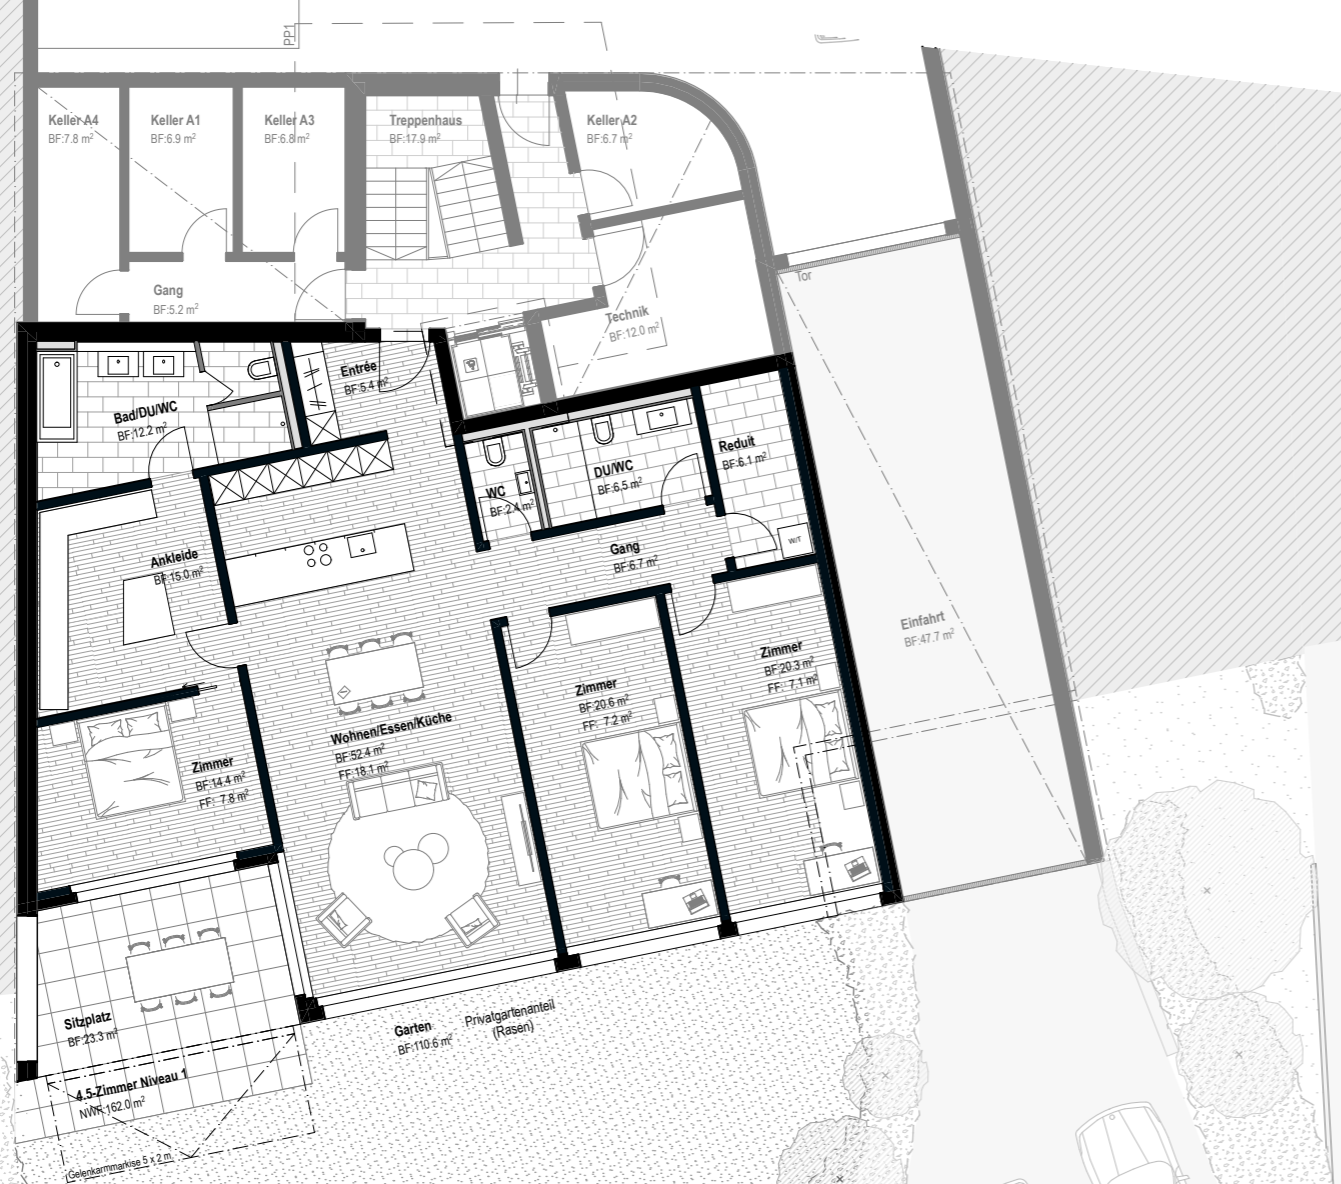 PP1
Keller A4
BF:7.8 m²
Keller A1
BF:6.9 m²
Keller A3
BF:6.8 m²
Treppenhaus
BF:17.9 m²
Keller A2
BF:6.7 m²
Gang
BF:5.2 m²
Technik
BF:12.0 m²
Tor
Entrée
BF:5.4 m²
Bad/DU/WC
BF:12.2 m²
WC
BF:2.4 m²
DU/WC
BF:6.5 m²
Reduit
BF:6.1 m²
W/T
Ankleide
BF:15.0 m²
Gang
BF:6.7 m²
Einfahrt
BF:47.7 m²
Zimmer
BF:20.3 m²
FF: 7.1 m²
Zimmer
BF:20.6 m²
FF: 7.2 m²
Wohnen/Essen/Küche
BF:52.4 m²
FF:18.1 m²
Zimmer
BF:14.4 m²
FF: 7.8 m²
Sitzplatz
BF:23.3 m²
Garten
BF:110.6 m²
Privatgartenanteil
(Rasen)
4.5-Zimmer Niveau 1
NWF:162.0 m²
Gelenkarmmarkise 5 x 2 m